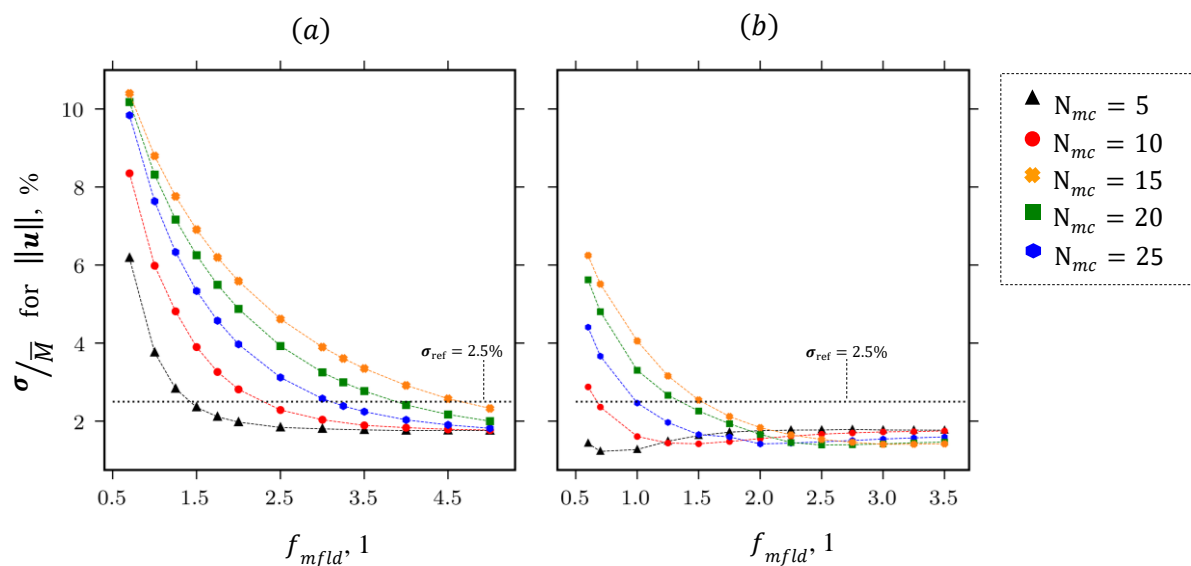 (a)
(b)
σ/M̅ for ||u||, %
10
8
6
4
2
σref = 2.5%
σref = 2.5%
0.5 1.5 2.5 3.5 4.5
0.5 1.0 1.5 2.0 2.5 3.0 3.5
fmfld, 1
fmfld, 1
Nmc = 5
Nmc = 10
Nmc = 15
Nmc = 20
Nmc = 25